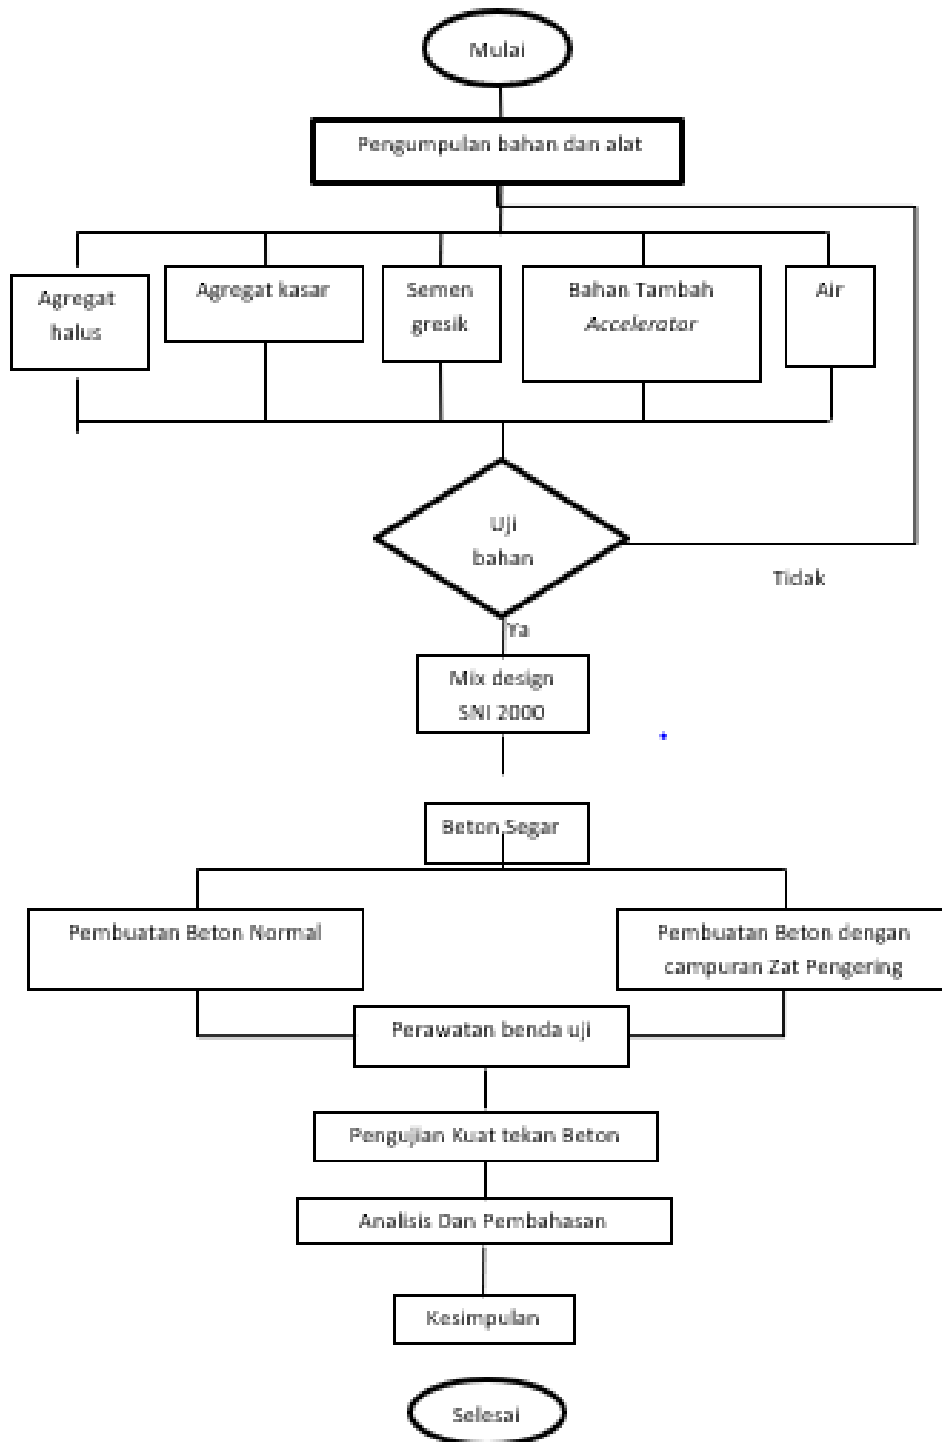 Mulai
Pengumpulan bahan dan alat
Agregat
halus
Agregat kasar
Semen
gresik
Bahan Tambah
Accelerator
Air
Uji
bahan
Tidak
Ya
Mix design
SNI 2000
Beton Segar
Pembuatan Beton Normal
Pembuatan Beton dengan
campuran Zat Pengering
Perawatan benda uji
Pengujian Kuat tekan Beton
Analisis Dan Pembahasan
Kesimpulan
Selesai